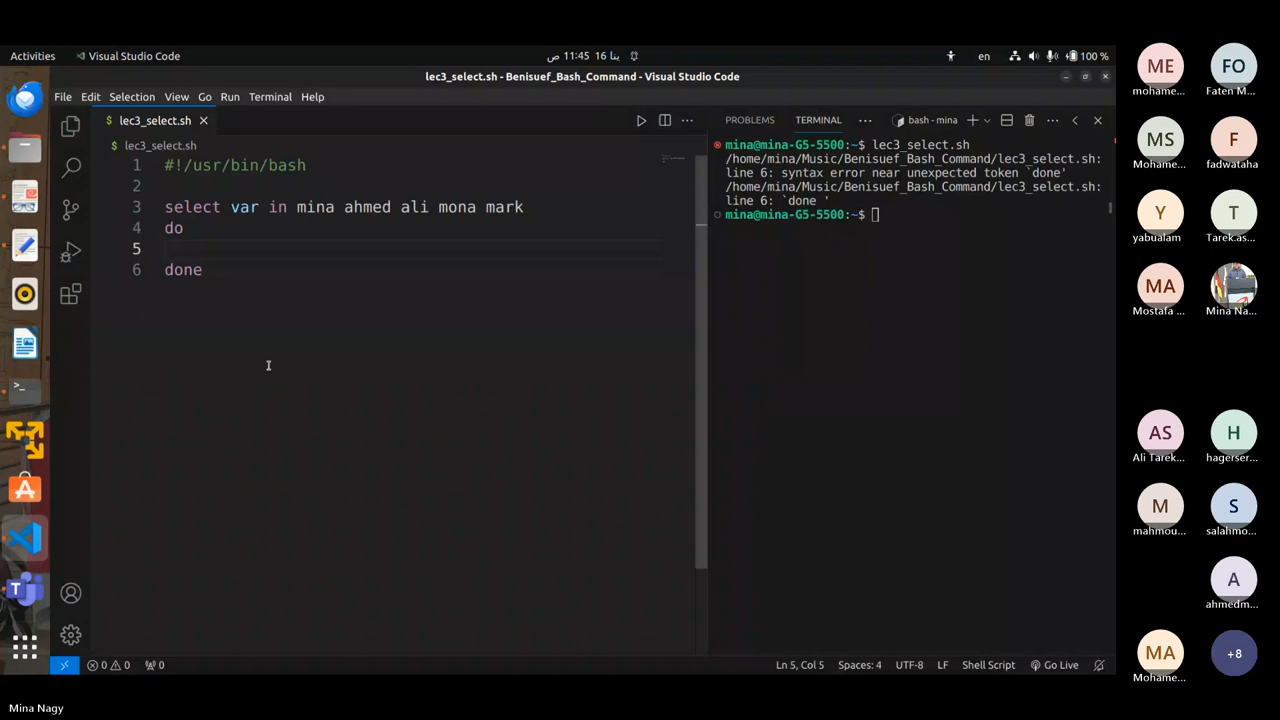 Activities
Visual Studio Code
11:45 ص 16 ينا
en
100 %
lec3_select.sh - Benisuef_Bash_Command - Visual Studio Code
File Edit Selection View Go Run Terminal Help
$ lec3_select.sh
PROBLEMS TERMINAL
bash - mina
$ lec3_select.sh
1 #!/usr/bin/bash
2
3 select var in mina ahmed ali mona mark
4 do
5
6 done
mina@mina-G5-5500:~$ lec3_select.sh
/home/mina/Music/Benisuef_Bash_Command/lec3_select.sh:
line 6: syntax error near unexpected token `done'
/home/mina/Music/Benisuef_Bash_Command/lec3_select.sh:
line 6: `done '
mina@mina-G5-5500:~$
0 0 0
Ln 5, Col 5 Spaces: 4 UTF-8 LF Shell Script Go Live
ME FO
mohame... Faten M...
MS F
mohame... fadwataha
Y T
yabualam Tarek.as...
MA
Mostafa ... Mina Na...
AS H
Ali Tarek... hagerser...
M S
mahmou... salahmo...
A
ahmedm...
MA +8
Mohame...
Mina Nagy